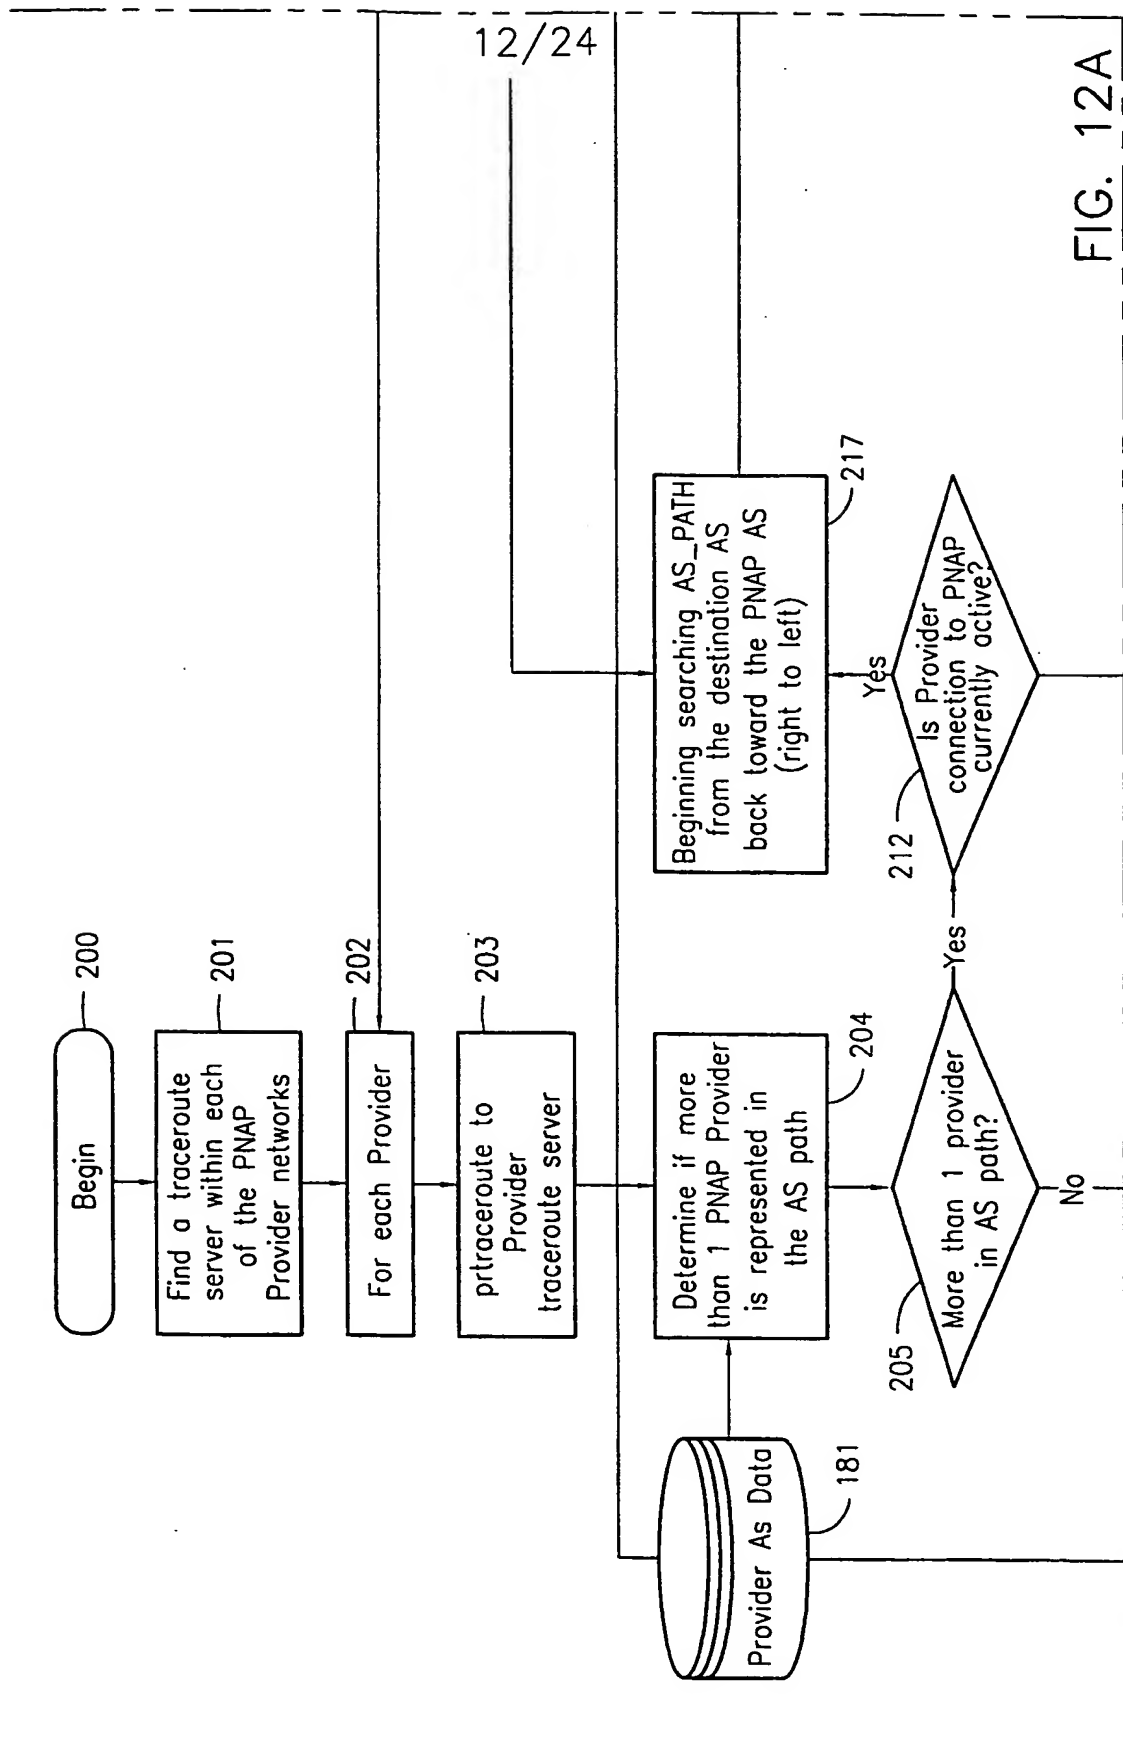 12/24
Begin
200
Find a traceroute
server within each
of the PNAP
Provider networks
201
For each Provider
202
prtraceroute to
Provider
traceroute server
203
Provider As Data
181
Determine if more
than 1 PNAP Provider
is represented in
the AS path
204
Beginning searching AS_PATH
from the destination AS
back toward the PNAP AS
(right to left)
217
205
More than 1 provider
in AS path?
Yes
No
212
Is Provider
connection to PNAP
currently active?
Yes
FIG. 12A